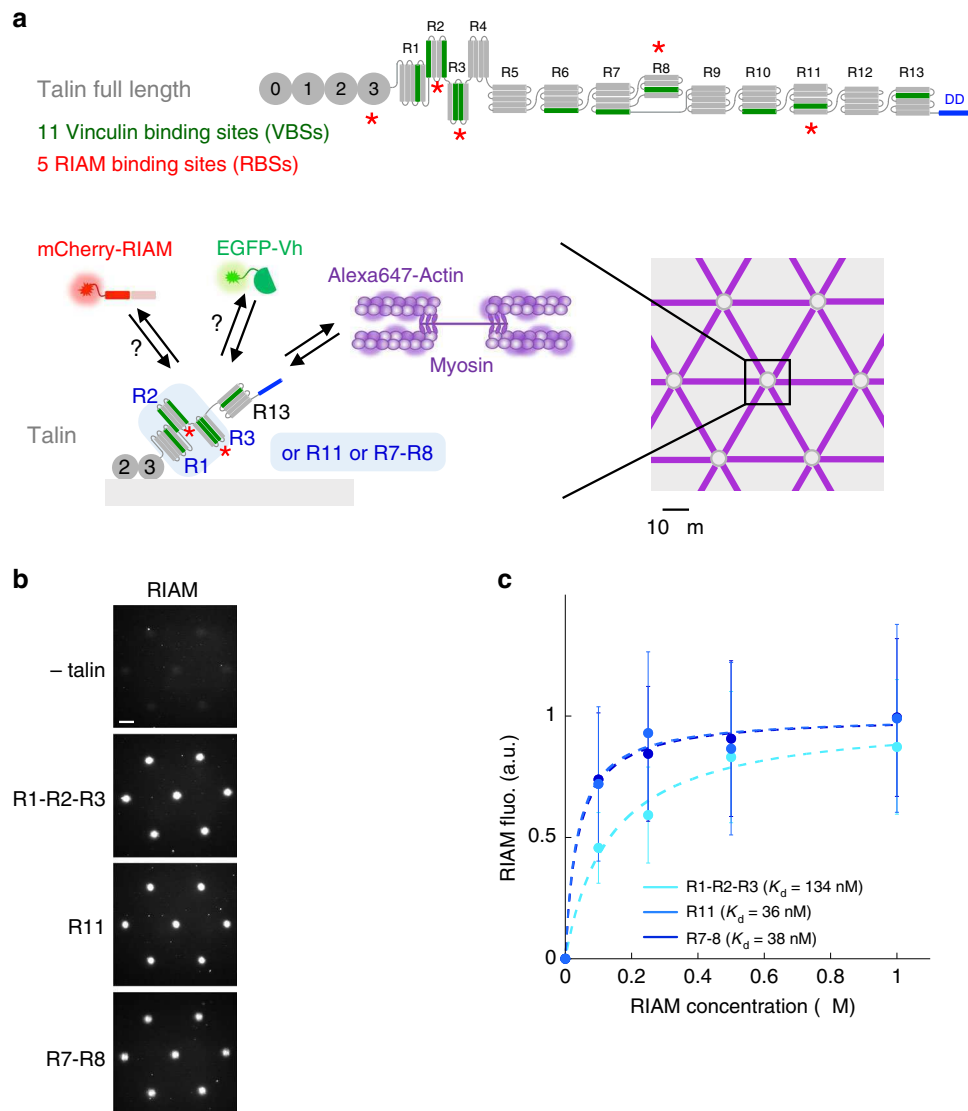 a
R1
R2
R3
R4
R5
R6
R7
R8
R9
R10
R11
R12
R13
DD
Talin full length
0 1 2 3
11 Vinculin binding sites (VBSs)
5 RIAM binding sites (RBSs)
mCherry-RIAM
EGFP-Vh
Alexa647-Actin
Myosin
?
?
R2
R13
R3
R1
Talin
2 3
or R11 or R7-R8
10 m
b
RIAM
– talin
R1-R2-R3
R11
R7-R8
c
RIAM fluo. (a.u.)
1
0.5
0
0 0.2 0.4 0.6 0.8 1
RIAM concentration ( M)
R1-R2-R3 (Kd = 134 nM)
R11 (Kd = 36 nM)
R7-8 (Kd = 38 nM)